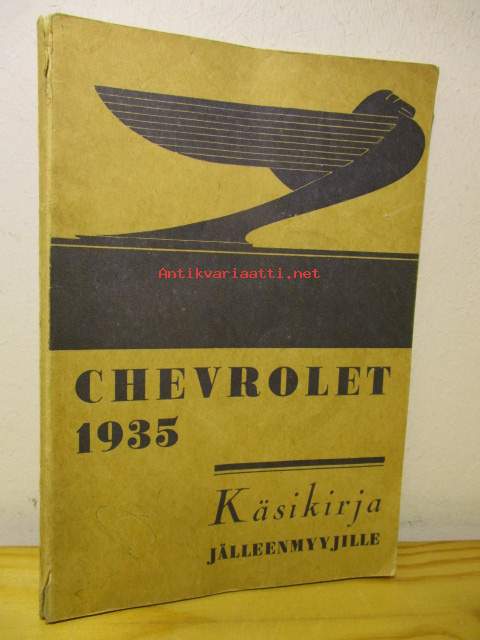 Antikvariaatti.net
CHEVROLET
1935
Käsikirja
JÄLLEENMYYJILLE